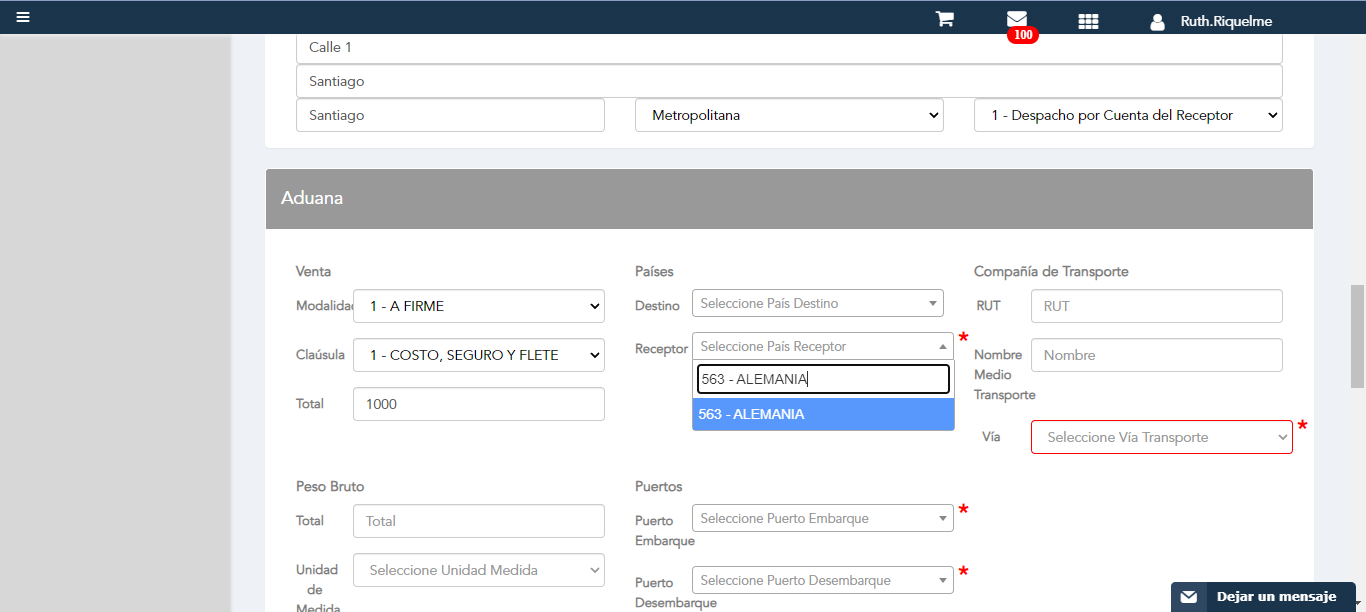 Ruth.Riquelme
100
Calle 1
Santiago
Santiago
Metropolitana
1 - Despacho por Cuenta del Receptor
Aduana
Venta
Modalidad
1 - A FIRME
Claúsula
1 - COSTO, SEGURO Y FLETE
Total
1000
Países
Destino
Seleccione País Destino
Receptor
Seleccione País Receptor
*
563 - ALEMANIA
563 - ALEMANIA
Compañía de Transporte
RUT
RUT
Nombre
Medio
Transporte
Nombre
Vía
Seleccione Vía Transporte
*
Peso Bruto
Total
Total
Unidad
de
Medida
Seleccione Unidad Medida
Puertos
Puerto
Embarque
Seleccione Puerto Embarque
*
Puerto
Desembarque
Seleccione Puerto Desembarque
*
Dejar un mensaje